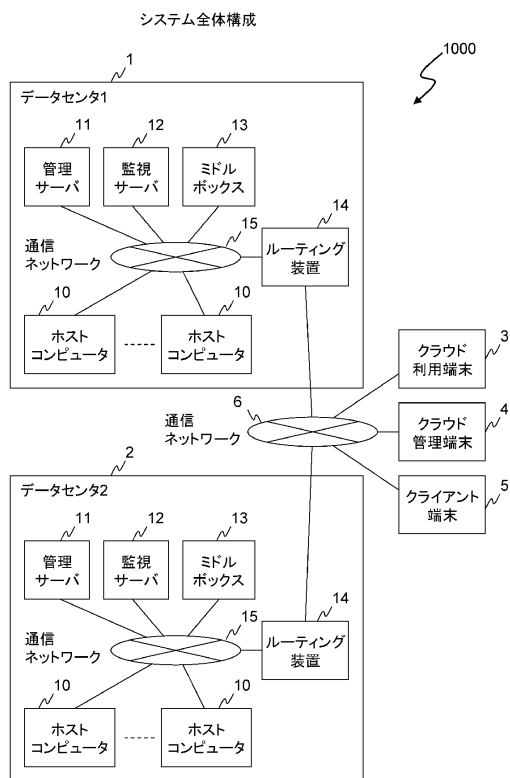 システム全体構成
1000
1
データセンタ1
11
12
13
管理
サーバ
監視
サーバ
ミドル
ボックス
15
14
通信
ネットワーク
ルーティング
装置
10
10
ホスト
コンピュータ
ホスト
コンピュータ
3
クラウド
利用端末
6
通信
ネットワーク
4
クラウド
管理端末
5
クライアント
端末
2
データセンタ2
11
12
13
管理
サーバ
監視
サーバ
ミドル
ボックス
15
14
通信
ネットワーク
ルーティング
装置
10
10
ホスト
コンピュータ
ホスト
コンピュータ